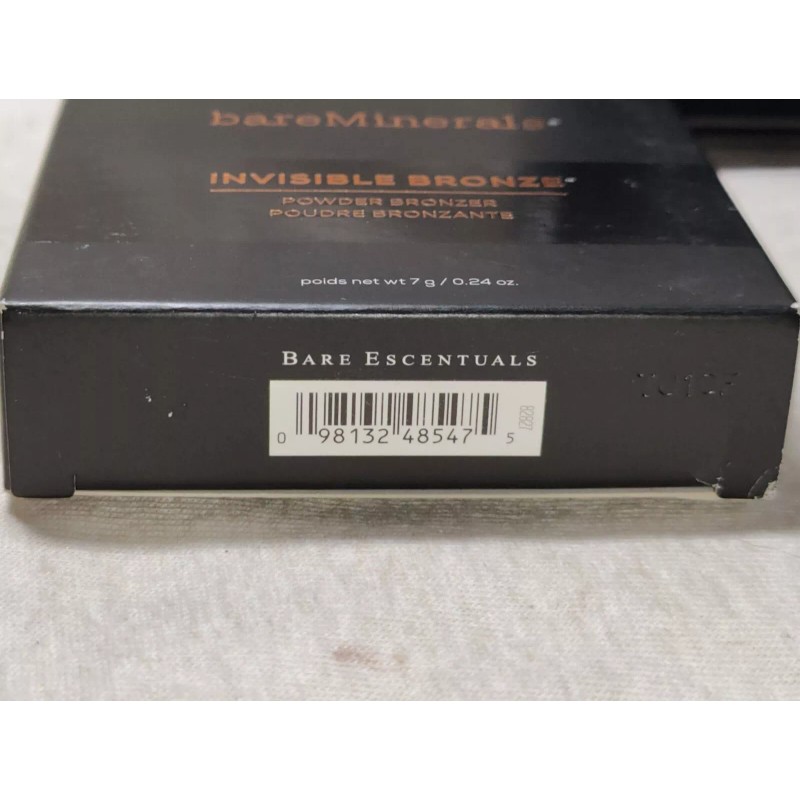 bareMinerals®
INVISIBLE BRONZE®
POWDER BRONZER
POUDRE BRONZANTE
poids net wt 7 g / 0.24 oz.
BARE ESCENTUALS
0 98132 48547 5